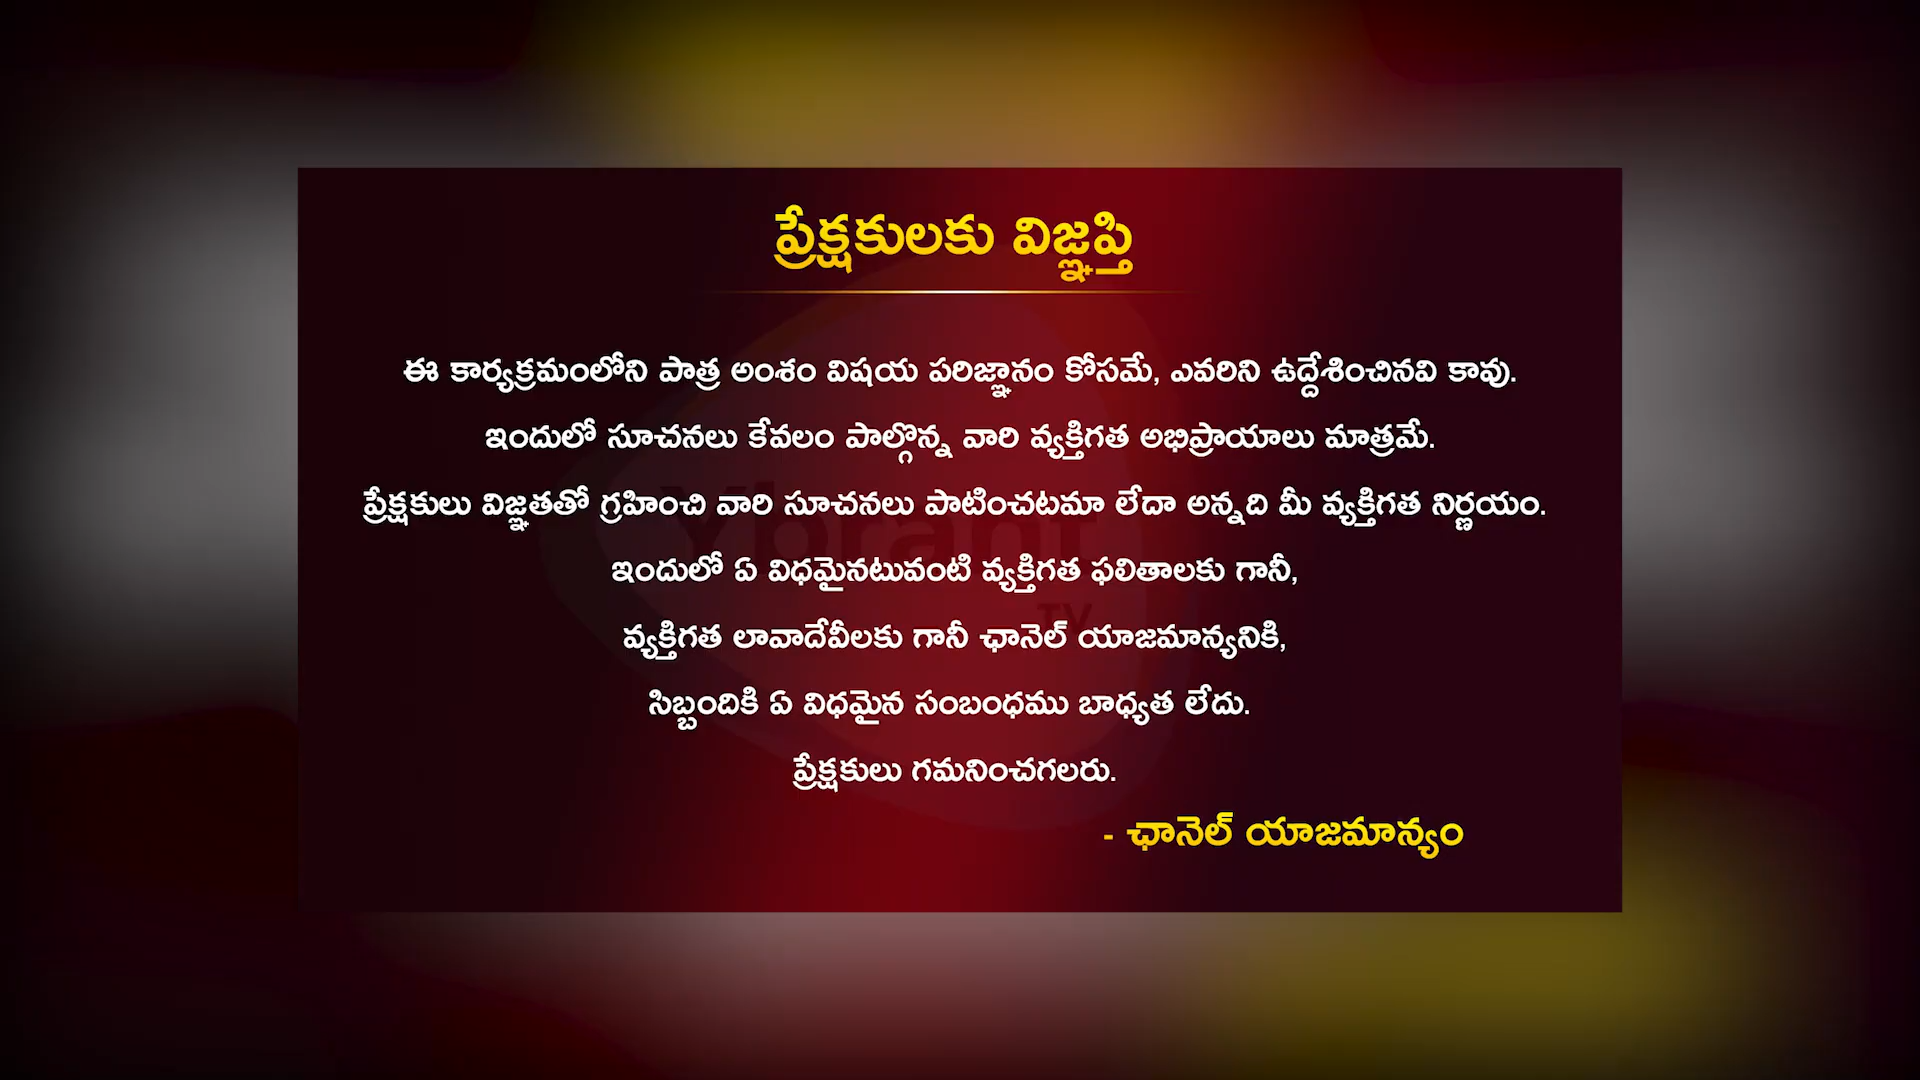 ప్రేక్షకులకు విజ్ఞప్తి
ఈ కార్యక్రమంలోని పాత్ర అంశం విషయ పరిజ్ఞానం కోసమే, ఎవరిని ఉద్దేశించినవి కావు.
ఇందులో సూచనలు కేవలం పాల్గొన్న వారి వ్యక్తిగత అభిప్రాయాలు మాత్రమే.
ప్రేక్షకులు విజ్ఞతతో గ్రహించి వారి సూచనలు పాటించటమా లేదా అన్నది మీ వ్యక్తిగత నిర్ణయం.
ఇందులో ఏ విధమైనటువంటి వ్యక్తిగత ఫలితాలకు గానీ,
వ్యక్తిగత లావాదేవీలకు గానీ ఛానెల్ యాజమాన్యనికి,
సిబ్బందికి ఏ విధమైన సంబంధము బాధ్యత లేదు.
ప్రేక్షకులు గమనించగలరు.
- ఛానెల్ యాజమాన్యం
Ybrant
TV